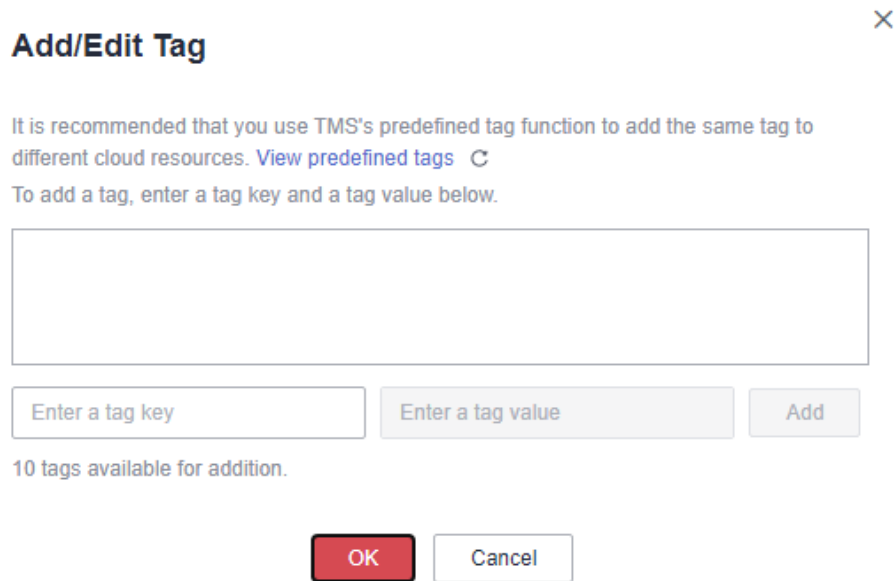 Add/Edit Tag
It is recommended that you use TMS's predefined tag function to add the same tag to
different cloud resources. View predefined tags
To add a tag, enter a tag key and a tag value below.
Enter a tag key Enter a tag value Add
10 tags available for addition.
OK Cancel